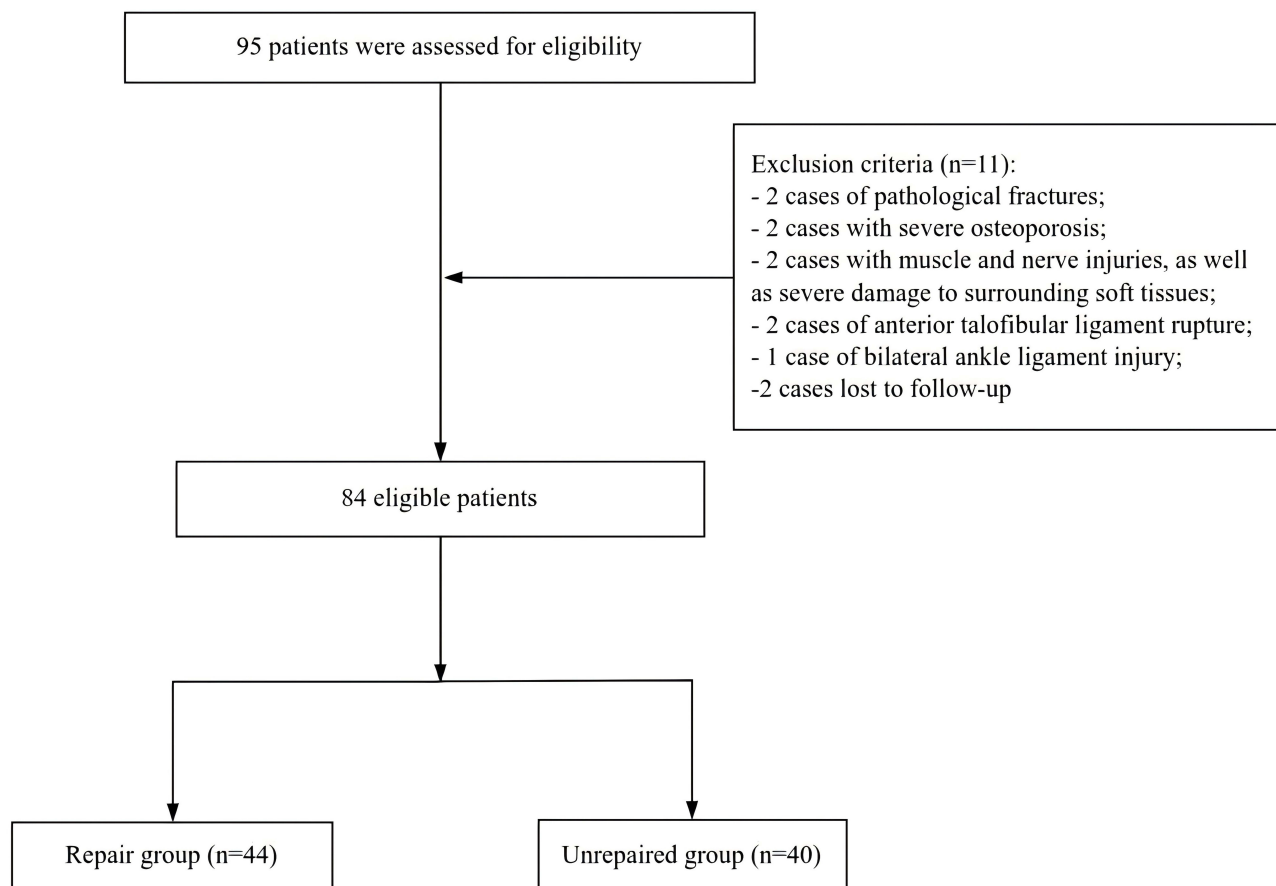 95 patients were assessed for eligibility
Exclusion criteria (n=11):
- 2 cases of pathological fractures;
- 2 cases with severe osteoporosis;
- 2 cases with muscle and nerve injuries, as well
as severe damage to surrounding soft tissues;
- 2 cases of anterior talofibular ligament rupture;
- 1 case of bilateral ankle ligament injury;
-2 cases lost to follow-up
84 eligible patients
Repair group (n=44)
Unrepaired group (n=40)